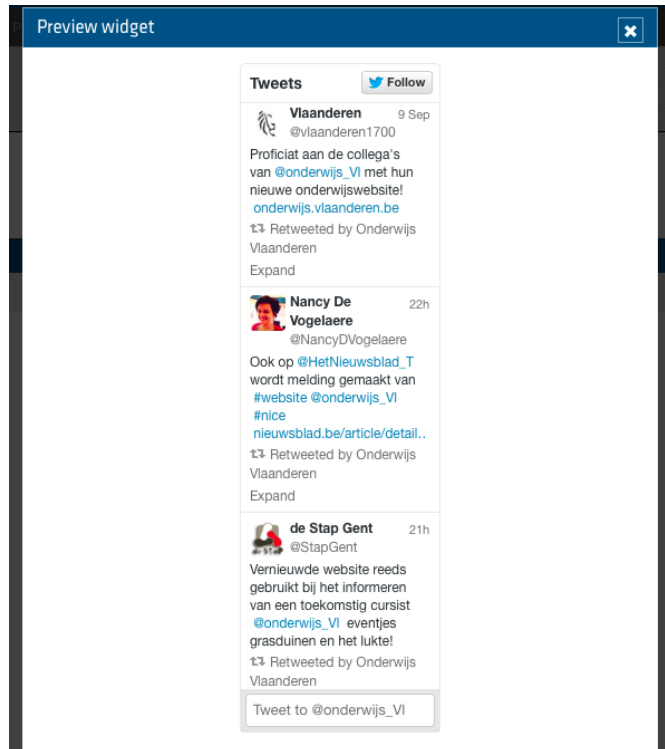 Preview widget
Tweets
Follow
Vlaanderen 9 Sep
@vlaanderen1700
Proficiat aan de collega's
van @onderwijs_Vl met hun
nieuwe onderwijswebsite!
onderwijs.vlaanderen.be
Retweeted by Onderwijs
Vlaanderen
Expand
Nancy De 22h
Vogelaere
@NancyDVogelaere
Ook op @HetNieuwsblad_T
wordt melding gemaakt van
#website @onderwijs_Vl
#nice
nieuwsblad.be/article/detail..
Retweeted by Onderwijs
Vlaanderen
Expand
de Stap Gent 21h
@StapGent
Vernieuwde website reeds
gebruikt bij het informeren
van een toekomstig cursist
@onderwijs_Vl eventjes
grasduinen en het lukte!
Retweeted by Onderwijs
Vlaanderen
Tweet to @onderwijs_Vl